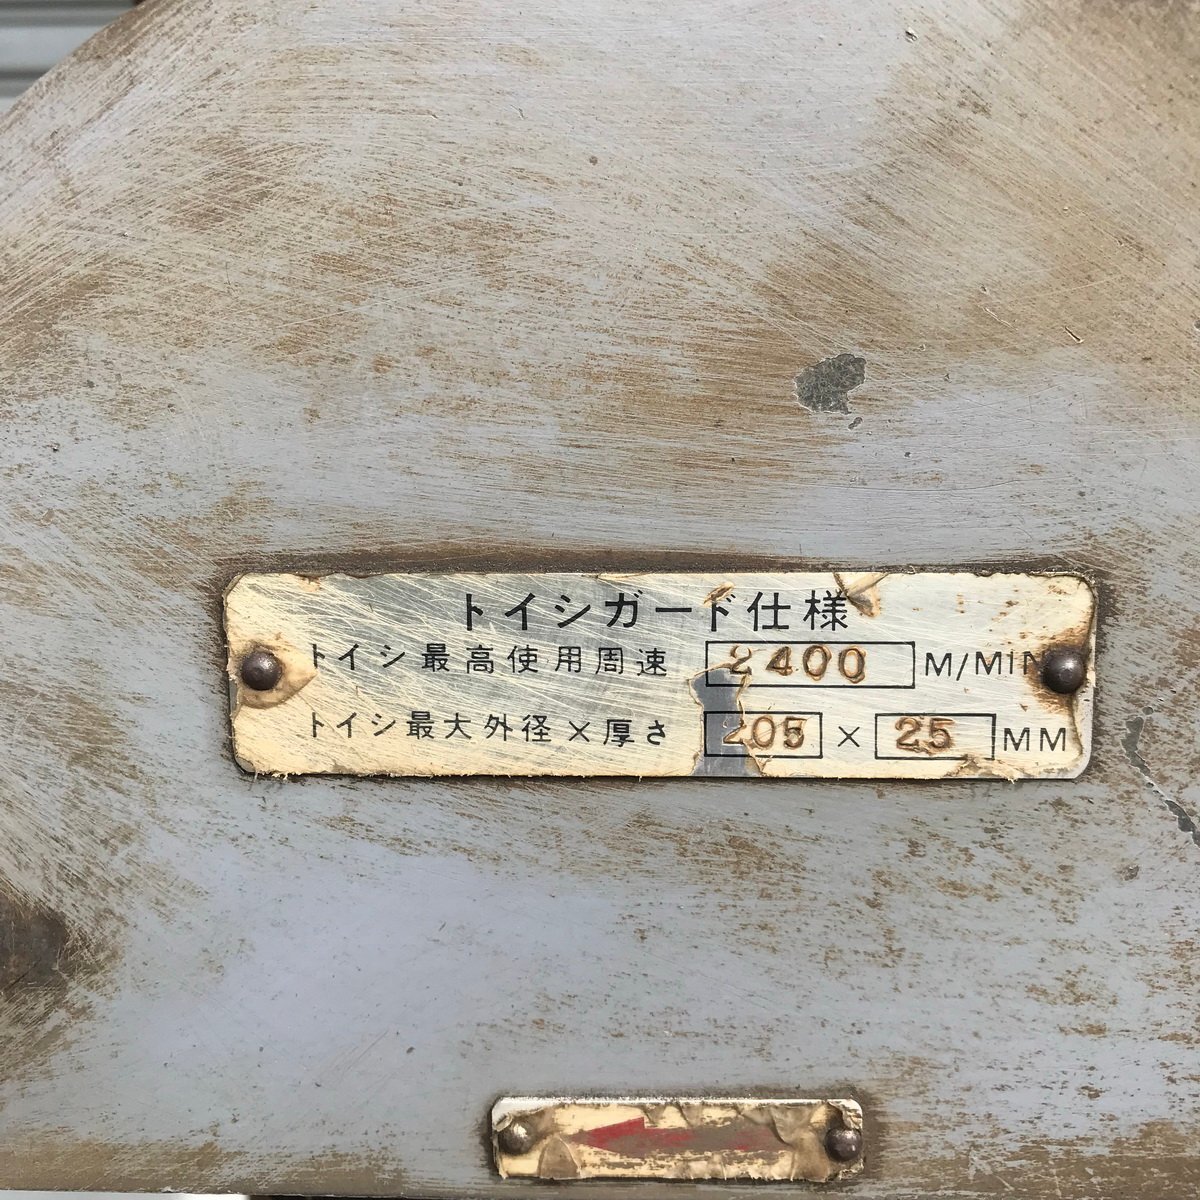 トイシガード仕様
トイシ最高使用周速 2400 M/MIN
トイシ最大外径×厚さ 205 × 25 MM